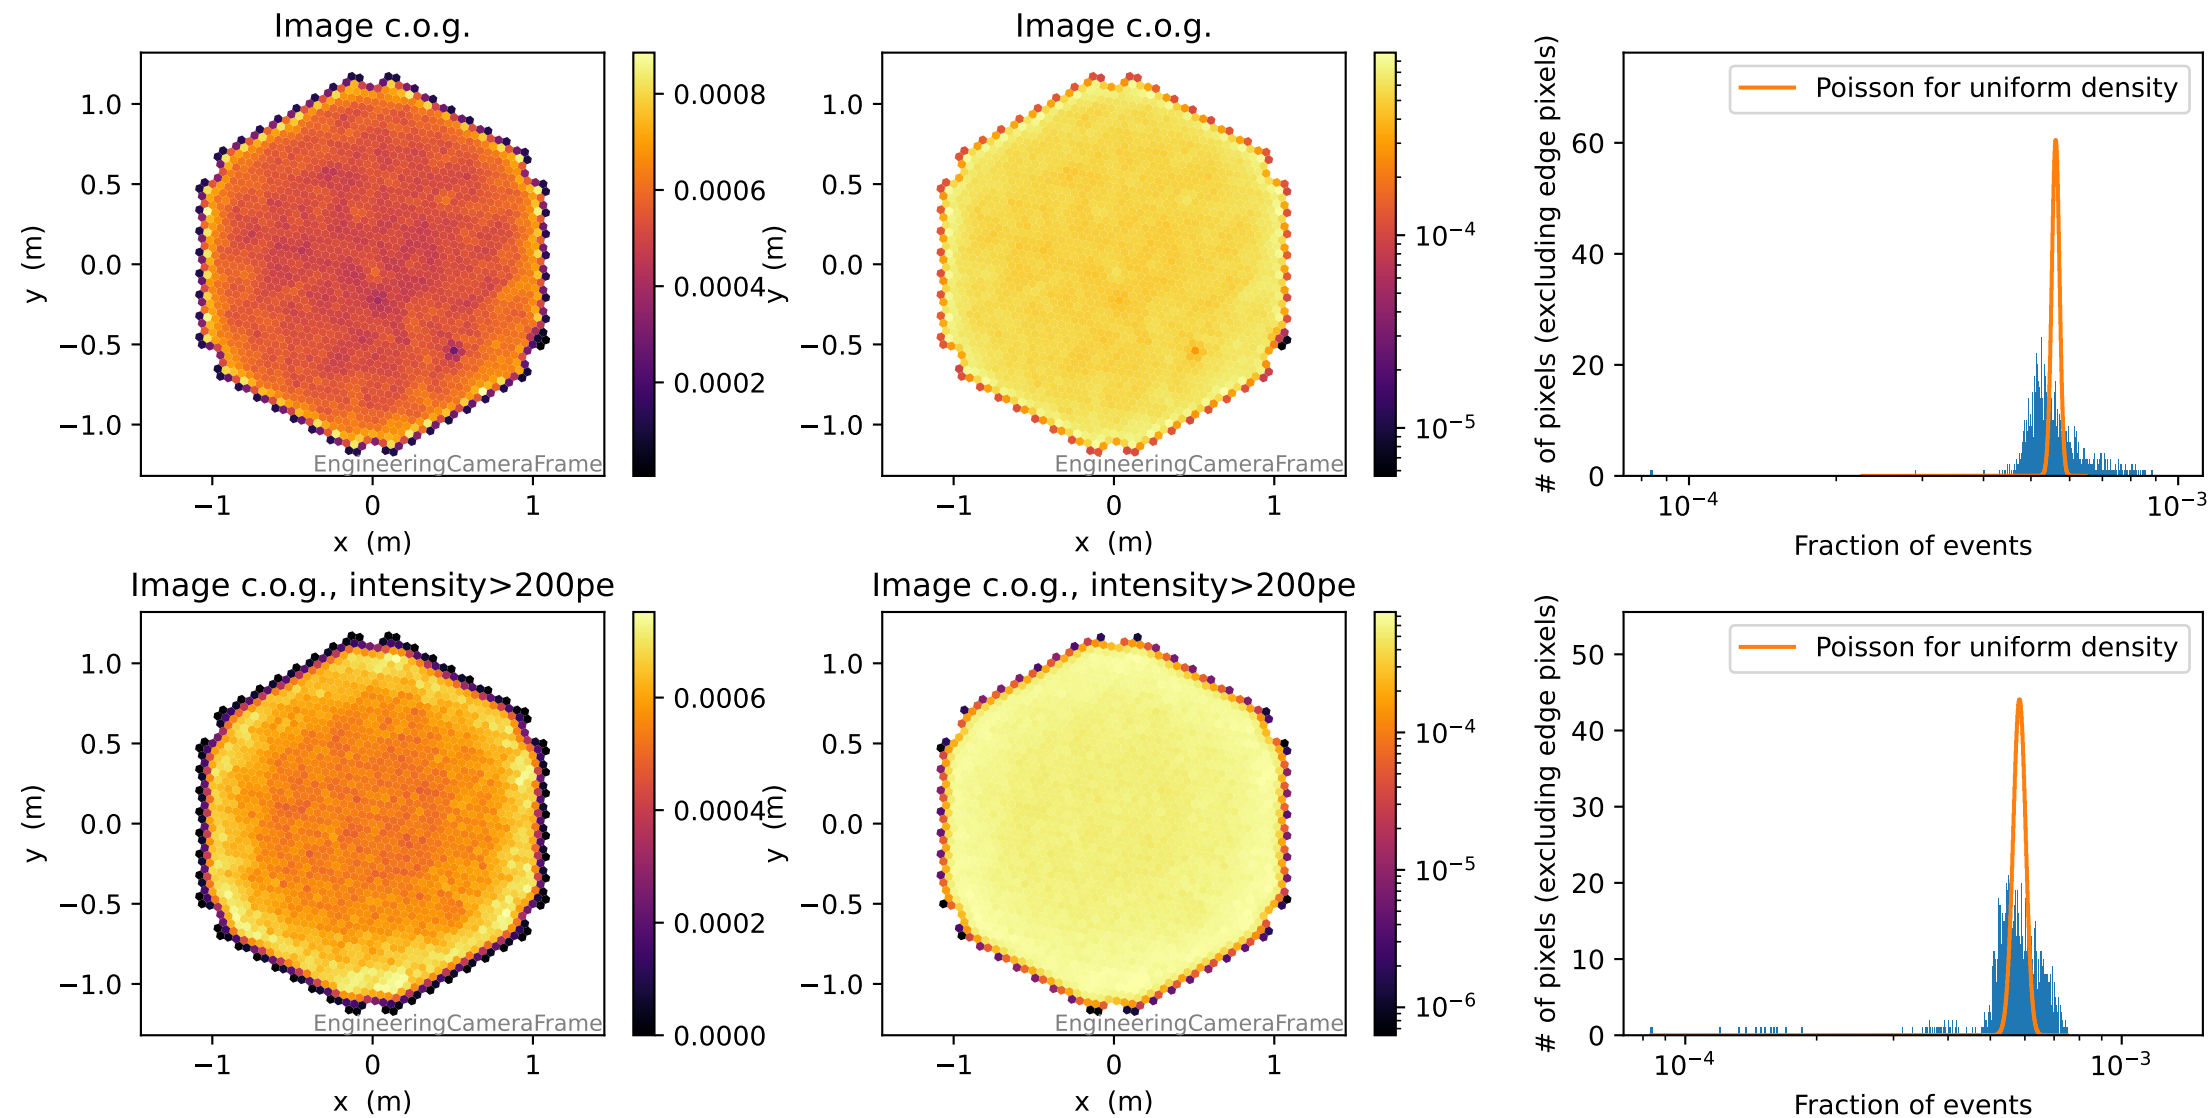 Image c.o.g.
1.0
0.5
0.0
−0.5
−1.0
y (m)
−1
0
1
x (m)
EngineeringCameraFrame
0.0008
0.0006
0.0004
0.0002
Image c.o.g.
1.0
0.5
0.0
−0.5
−1.0
y (m)
−1
0
1
x (m)
EngineeringCameraFrame
10⁻⁴
10⁻⁵
# of pixels (excluding edge pixels)
60
40
20
0
Poisson for uniform density
10⁻⁴
10⁻³
Fraction of events
Image c.o.g., intensity>200pe
1.0
0.5
0.0
−0.5
−1.0
y (m)
−1
0
1
x (m)
EngineeringCameraFrame
0.0006
0.0004
0.0002
0.0000
Image c.o.g., intensity>200pe
1.0
0.5
0.0
−0.5
−1.0
y (m)
−1
0
1
x (m)
EngineeringCameraFrame
10⁻⁴
10⁻⁵
10⁻⁶
# of pixels (excluding edge pixels)
50
40
30
20
10
0
Poisson for uniform density
10⁻⁴
10⁻³
Fraction of events